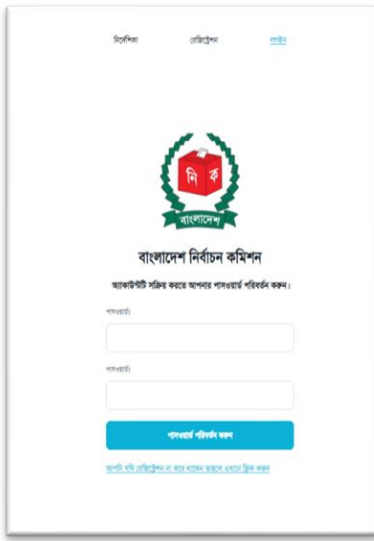 নির্দেশিকা রেজিস্ট্রেশন লগইন
নি ক
বাংলাদেশ
বাংলাদেশ নির্বাচন কমিশন
অ্যাকাউন্টটি সক্রিয় করতে আপনার পাসওয়ার্ড পরিবর্তন করুন।
পাসওয়ার্ড:
পাসওয়ার্ড:
পাসওয়ার্ড পরিবর্তন করুন
আপনি যদি রেজিস্ট্রেশন না করে থাকেন তাহলে এখানে ক্লিক করুন